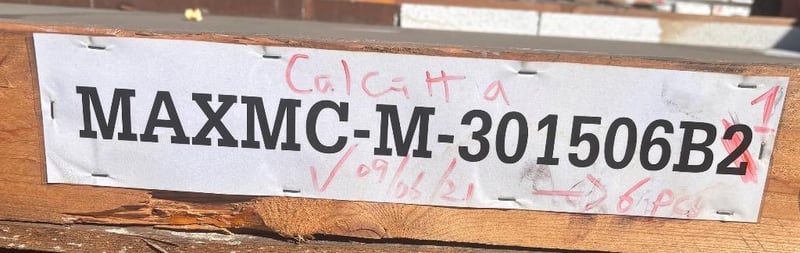 Calcutta
MAXMC-M-301506B2 1
√ 09/06/21 → 6 pcs